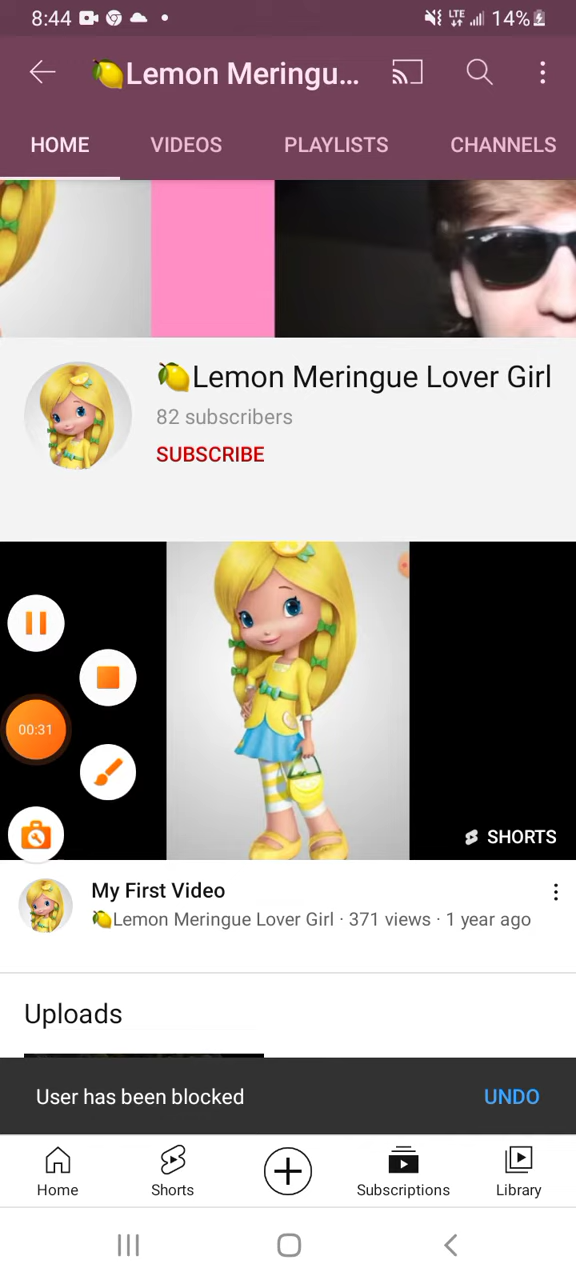 8:44 LTE 14%
🍋Lemon Meringu...
HOME VIDEOS PLAYLISTS CHANNELS
🍋Lemon Meringue Lover Girl
82 subscribers
SUBSCRIBE
00:31
SHORTS
My First Video
🍋Lemon Meringue Lover Girl · 371 views · 1 year ago
Uploads
User has been blocked UNDO
Home Shorts Subscriptions Library